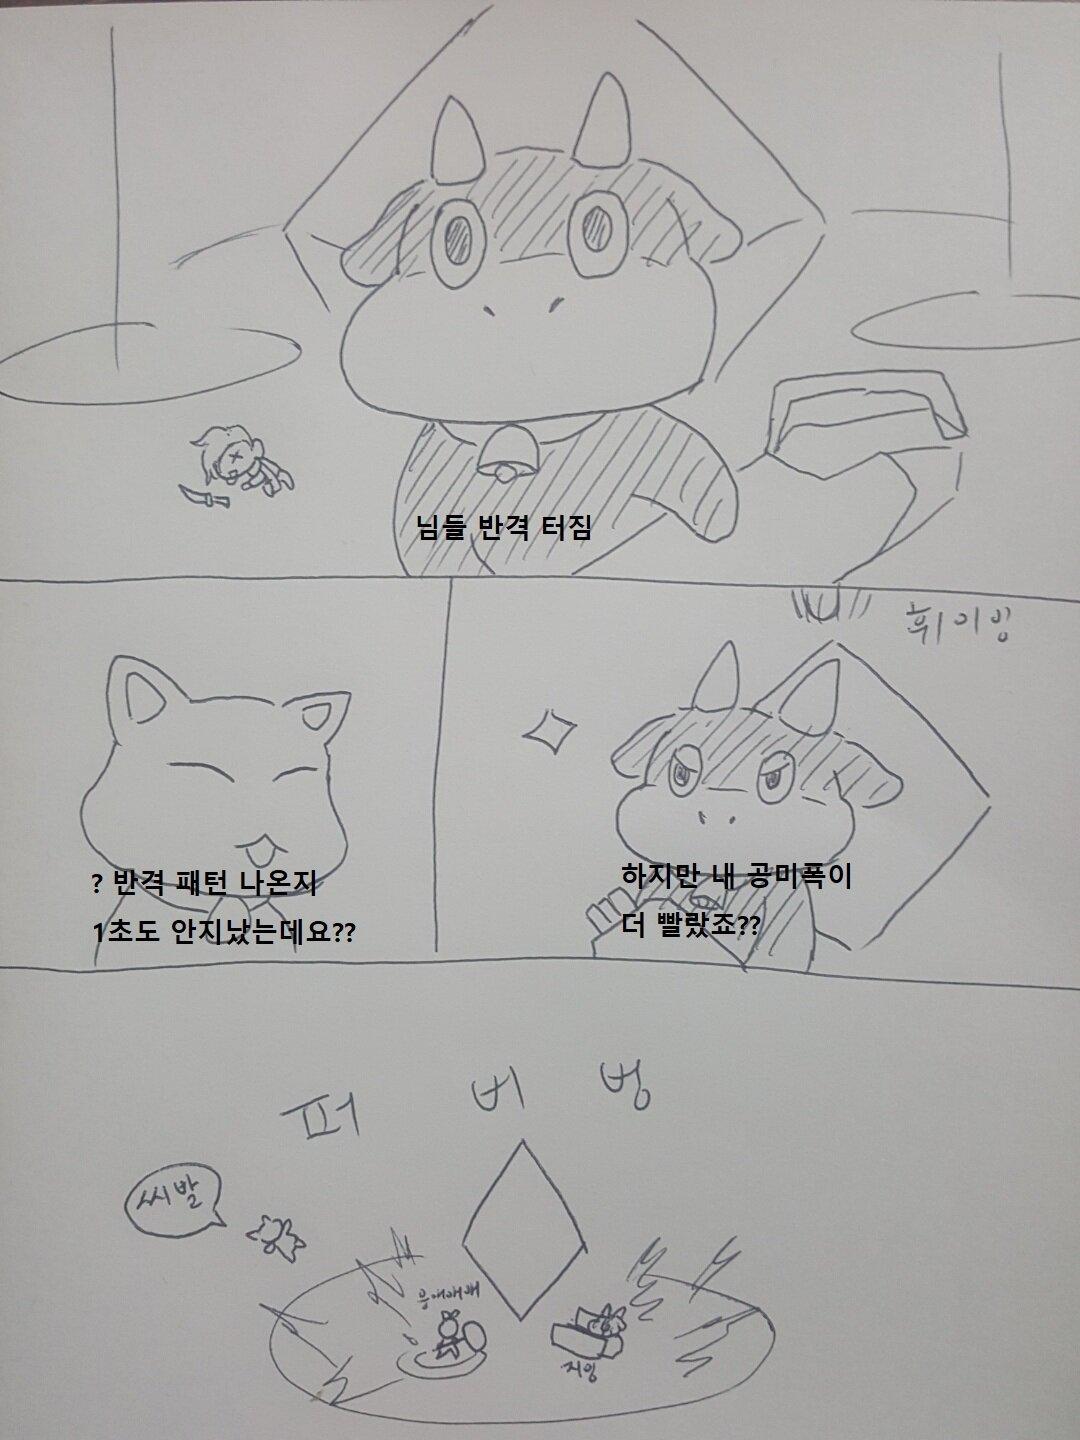 님들 반격 터짐
휘이잉
? 반격 패턴 나온지
1초도 안지났는데요??
하지만 내 공미폭이
더 빨랐죠??
퍼 버 벙
씨발
응애애배
지잉